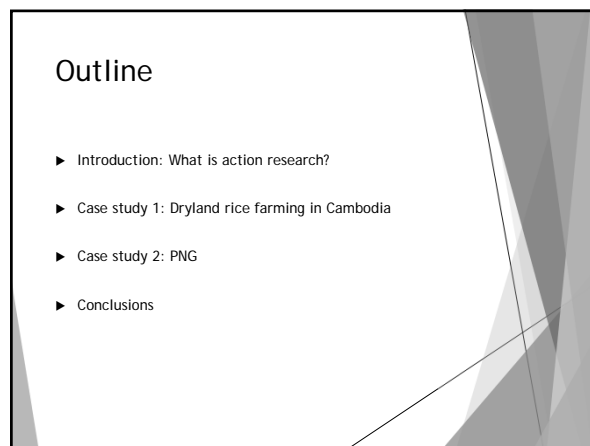 Outline
▶ Introduction: What is action research?
▶ Case study 1: Dryland rice farming in Cambodia
▶ Case study 2: PNG
▶ Conclusions